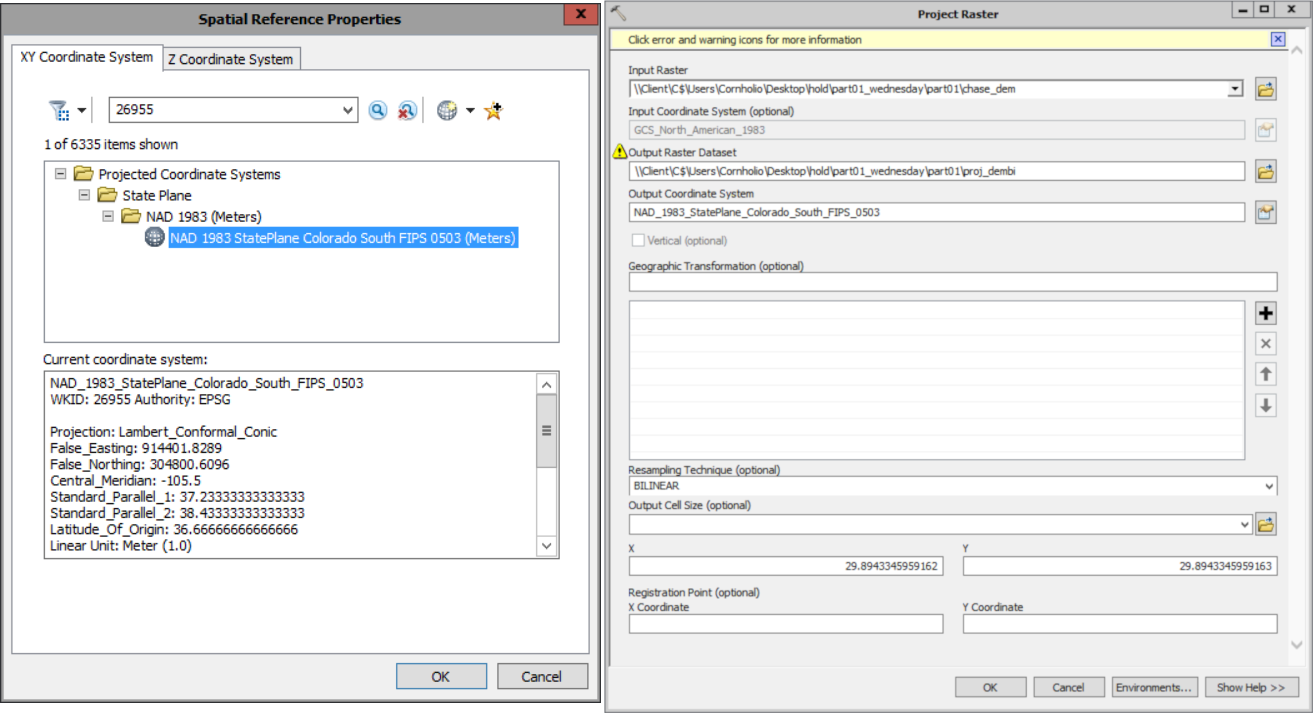 Spatial Reference Properties
x
XY Coordinate System
Z Coordinate System
26955
1 of 6335 items shown
Projected Coordinate Systems
State Plane
NAD 1983 (Meters)
NAD 1983 StatePlane Colorado South FIPS 0503 (Meters)
Current coordinate system:
NAD_1983_StatePlane_Colorado_South_FIPS_0503
WKID: 26955 Authority: EPSG
Projection: Lambert_Conformal_Conic
False_Easting: 914401.8289
False_Northing: 304800.6096
Central_Meridian: -105.5
Standard_Parallel_1: 37.23333333333333
Standard_Parallel_2: 38.43333333333333
Latitude_Of_Origin: 36.66666666666666
Linear Unit: Meter (1.0)
OK
Cancel
Project Raster
x
Click error and warning icons for more information
Input Raster
\\Client\C$\Users\Cornholio\Desktop\hold\part01_wednesday\part01\chase_dem
Input Coordinate System (optional)
GCS_North_American_1983
Output Raster Dataset
\\Client\C$\Users\Cornholio\Desktop\hold\part01_wednesday\part01\proj_dembi
Output Coordinate System
NAD_1983_StatePlane_Colorado_South_FIPS_0503
Vertical (optional)
Geographic Transformation (optional)
Resampling Technique (optional)
BILINEAR
Output Cell Size (optional)
X
Y
29.8943345959162
29.8943345959163
Registration Point (optional)
X Coordinate
Y Coordinate
OK
Cancel
Environments...
Show Help >>